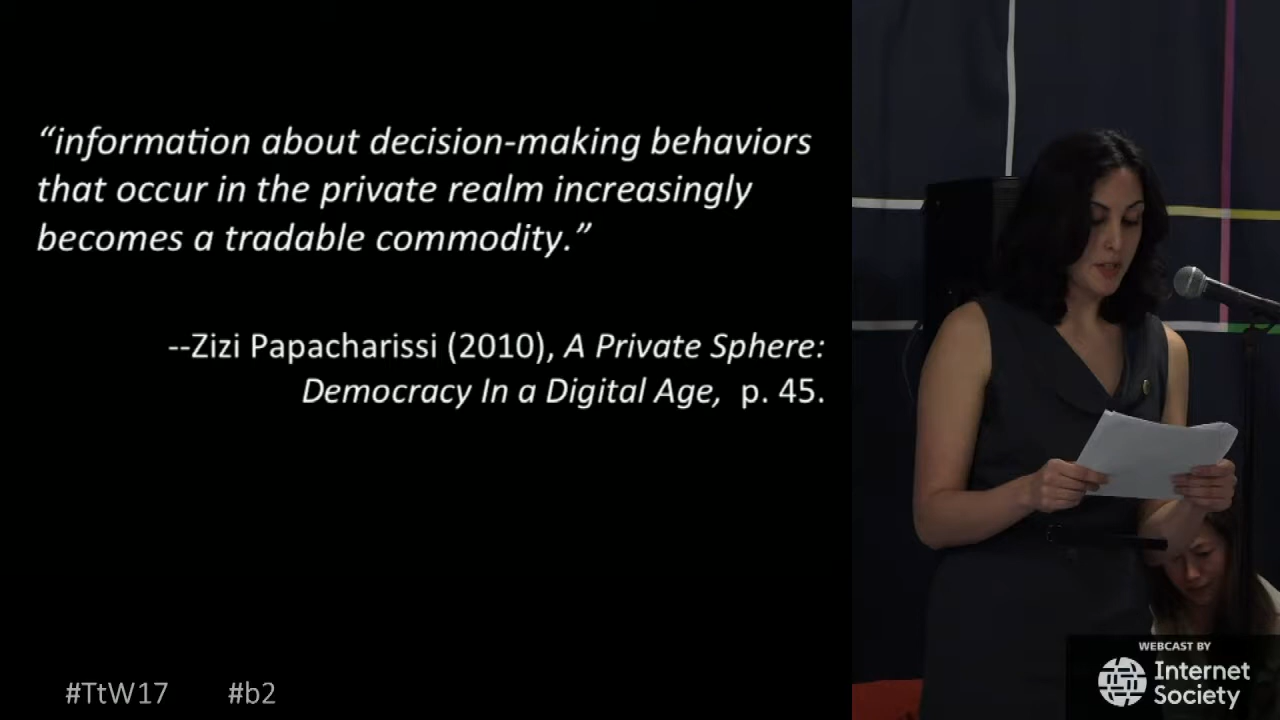 “information about decision-making behaviors
that occur in the private realm increasingly
becomes a tradable commodity.”
--Zizi Papacharissi (2010), A Private Sphere:
Democracy In a Digital Age, p. 45.
#TtW17 #b2
WEBCAST BY
Internet
Society